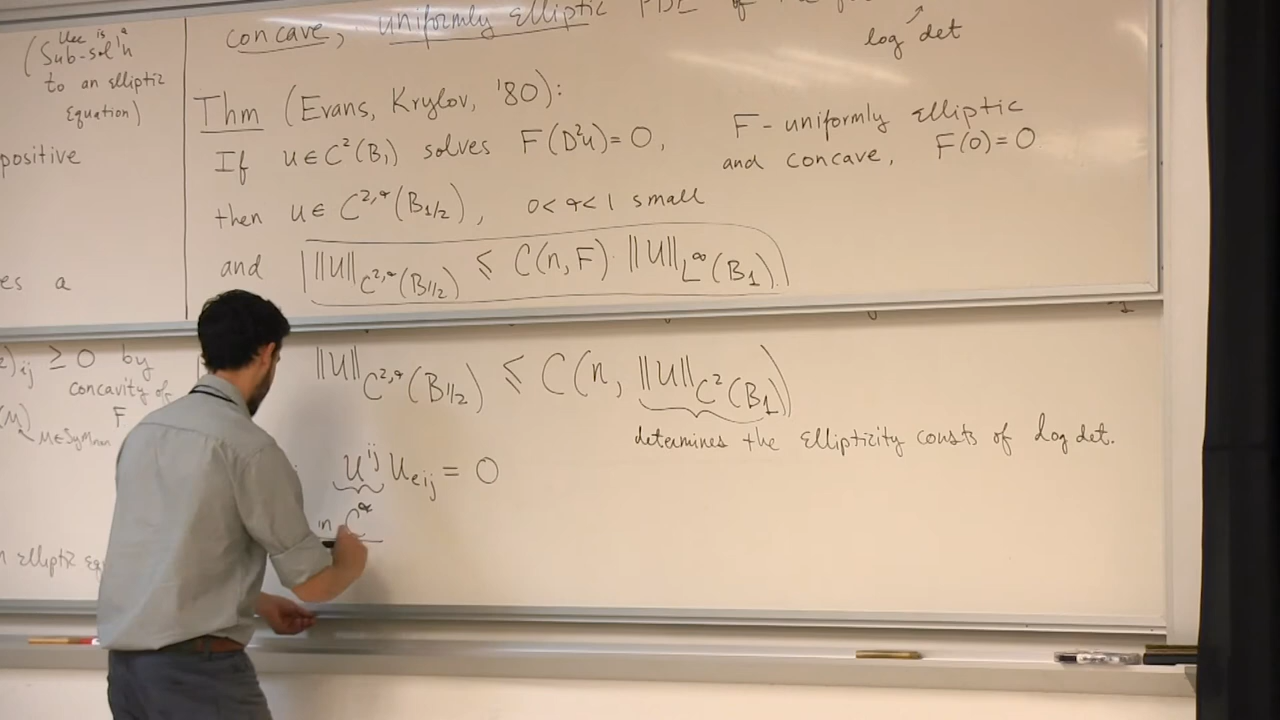 (Sub-sol'n
to an elliptic
Equation)
positive
es a
concave, uniformly elliptic PDE of
log det
Thm (Evans, Krylov, '80):
If u ∈ C²(B₁) solves F(D²u) = 0,
F - uniformly elliptic
and concave, F(0) = 0
then u ∈ C^{2,α}(B_{1/2}), 0 < α < 1 small
and ||u||_{C^{2,α}(B_{1/2})} ≤ C(n, F) · ||u||_{L^∞(B₁)}.
)_{ij} ≥ 0 by
concavity of
F
M ∈ Sym_{n×n}
||u||_{C^{2,α}(B_{1/2})} ≤ C(n, ||u||_{C²(B₁)})
determines the ellipticity consts of log det.
u^{ij} u_{eij} = 0
in C^α
elliptic eq